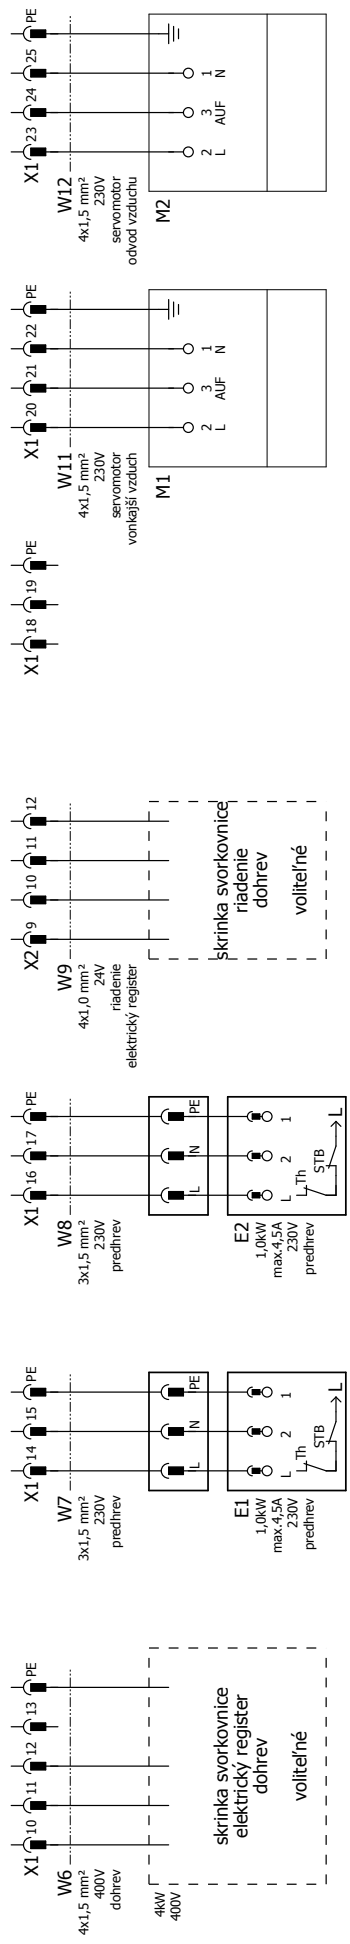 X1 10 11 12 13 PE
W6
4x1,5 mm²
400V
dohrev
4kW
400V
skrinka svorkovnice
elektrický register
dohrev
voliteľné
X1 14 15 PE
W7
3x1,5 mm²
230V
predhrev
L N PE
E1
1,0kW
max.4,5A
230V
predhrev
L 2 1
Th
STB
L
X1 16 17 PE
W8
3x1,5 mm²
230V
predhrev
L N PE
E2
1,0kW
max.4,5A
230V
predhrev
L 2 1
Th
STB
L
X2 9 10 11 12
W9
4x1,0 mm²
24V
riadenie
elektrický register
skrinka svorkovnice
riadenie
dohrev
voliteľné
X1 18 19 PE
X1 20 21 22 PE
W11
4x1,5 mm²
230V
servomotor
vonkajší vzduch
M1
2 3 1
L AUF N
X1 23 24 25 PE
W12
4x1,5 mm²
230V
servomotor
odvod vzduchu
M2
2 3 1
L AUF N